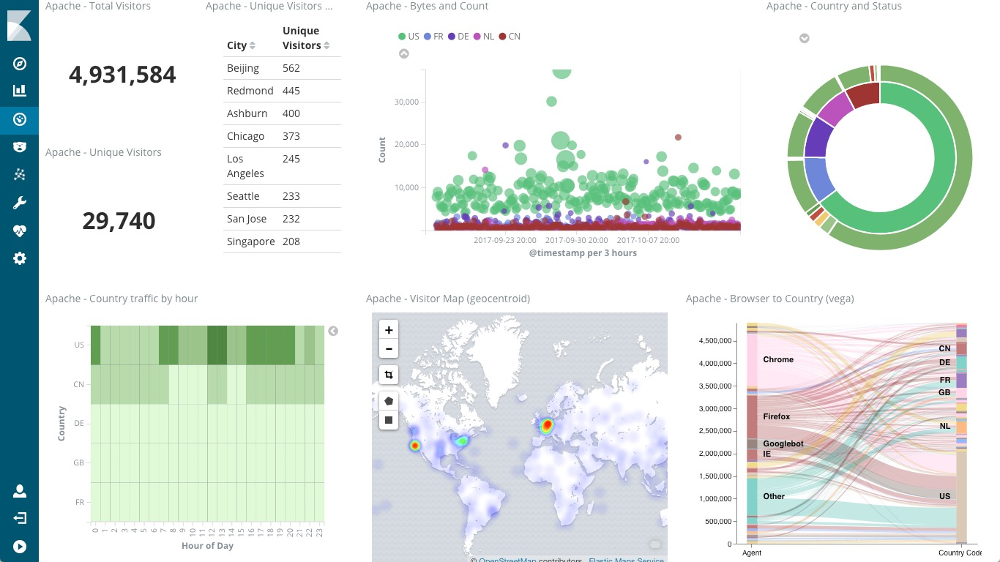 Apache - Total Visitors
4,931,584
Apache - Unique Visitors
29,740
Apache - Unique Visitors ...
City
Unique
Visitors
Beijing 562
Redmond 445
Ashburn 400
Chicago 373
Los
Angeles 245
Seattle 233
San Jose 232
Singapore 208
Apache - Bytes and Count
US FR DE NL CN
Count
30,000
20,000
10,000
2017-09-23 20:00 2017-09-30 20:00 2017-10-07 20:00
@timestamp per 3 hours
Apache - Country and Status
Apache - Country traffic by hour
Country
US
CN
DE
GB
FR
0 1 2 3 4 5 6 7 8 9 10 11 12 13 14 15 16 17 18 19 20 21 22 23
Hour of Day
Apache - Visitor Map (geocentroid)
+
−
© OpenStreetMap contributors , Elastic Maps Service
Apache - Browser to Country (vega)
4,500,000
4,000,000
3,500,000
3,000,000
2,500,000
2,000,000
1,500,000
1,000,000
500,000
0
Chrome
Firefox
Googlebot
IE
Other
CN
DE
FR
GB
NL
US
Agent
Country Code